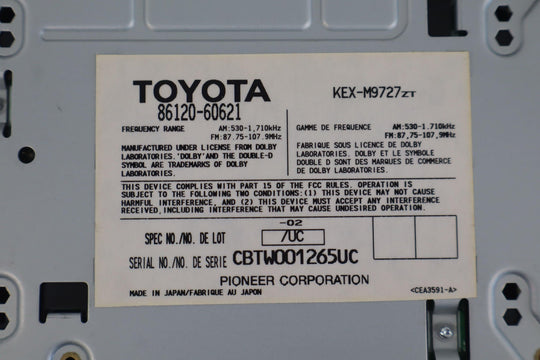 TOYOTA
86120-60621
KEX-M9727ZT
FREQUENCY RANGE AM:530-1,710kHz
FM:87.75-107.9MHz
MANUFACTURED UNDER LICENSE FROM DOLBY
LABORATORIES. 'DOLBY' AND THE DOUBLE-D
SYMBOL ARE TRADEMARKS OF DOLBY
LABORATORIES.
GAMME DE FREQUENCE AM:530-1.710kHz
FM:87,75-107,9MHz
FABRIQUE SOUS LICENCE DE DOLBY
LABORATORIES. DOLBY ET LE SYMBOLE
DOUBLE D SONT DES MARQUES DE COMMERCE
DE DOLBY LABORATORIES.
THIS DEVICE COMPLIES WITH PART 15 OF THE FCC RULES. OPERATION IS
SUBJECT TO THE FOLLOWING TWO CONDITIONS:(1) THIS DEVICE MAY NOT CAUSE
HARMFUL INTERFERENCE, AND (2) THIS DEVICE MUST ACCEPT ANY INTERFERENCE
RECEIVED,INCLUDING INTERFERENCE THAT MAY CAUSE UNDESIRED OPERATION.
-02
SPEC NO./NO. DE LOT /UC
SERIAL NO./NO. DE SERIE CBTW001265UC
PIONEER CORPORATION
MADE IN JAPAN/FABRIQUE AU JAPON
<CEA3591-A>